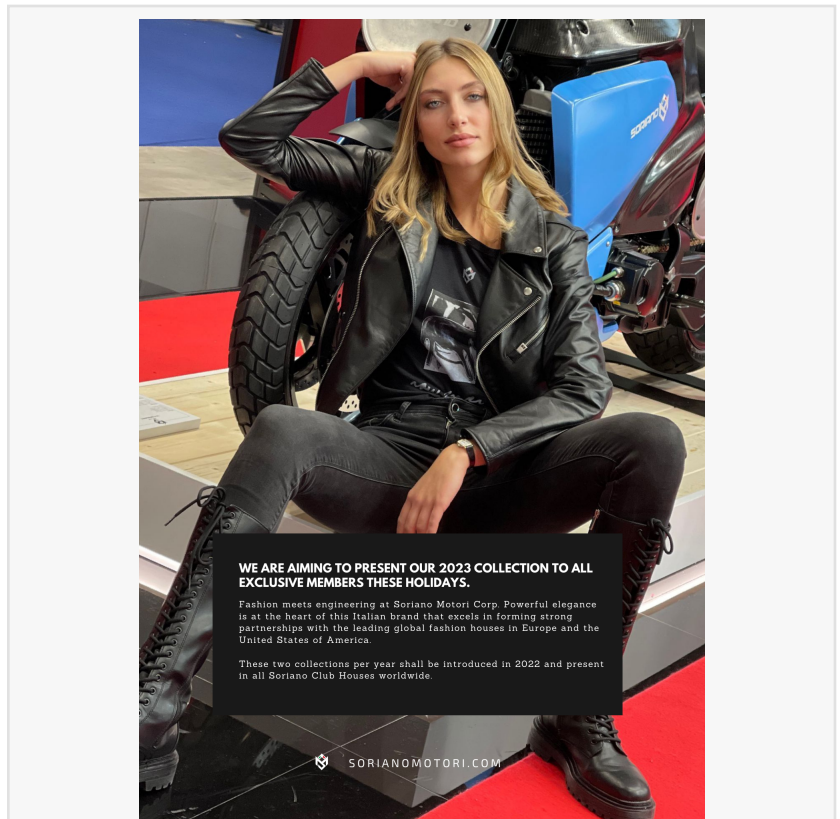 SORIANO
WE ARE AIMING TO PRESENT OUR 2023 COLLECTION TO ALL
EXCLUSIVE MEMBERS THESE HOLIDAYS.
Fashion meets engineering at Soriano Motori Corp. Powerful elegance
is at the heart of this Italian brand that excels in forming strong
partnerships with the leading global fashion houses in Europe and the
United States of America.
These two collections per year shall be introduced in 2022 and present
in all Soriano Club Houses worldwide.
SORIANOMOTORI.COM